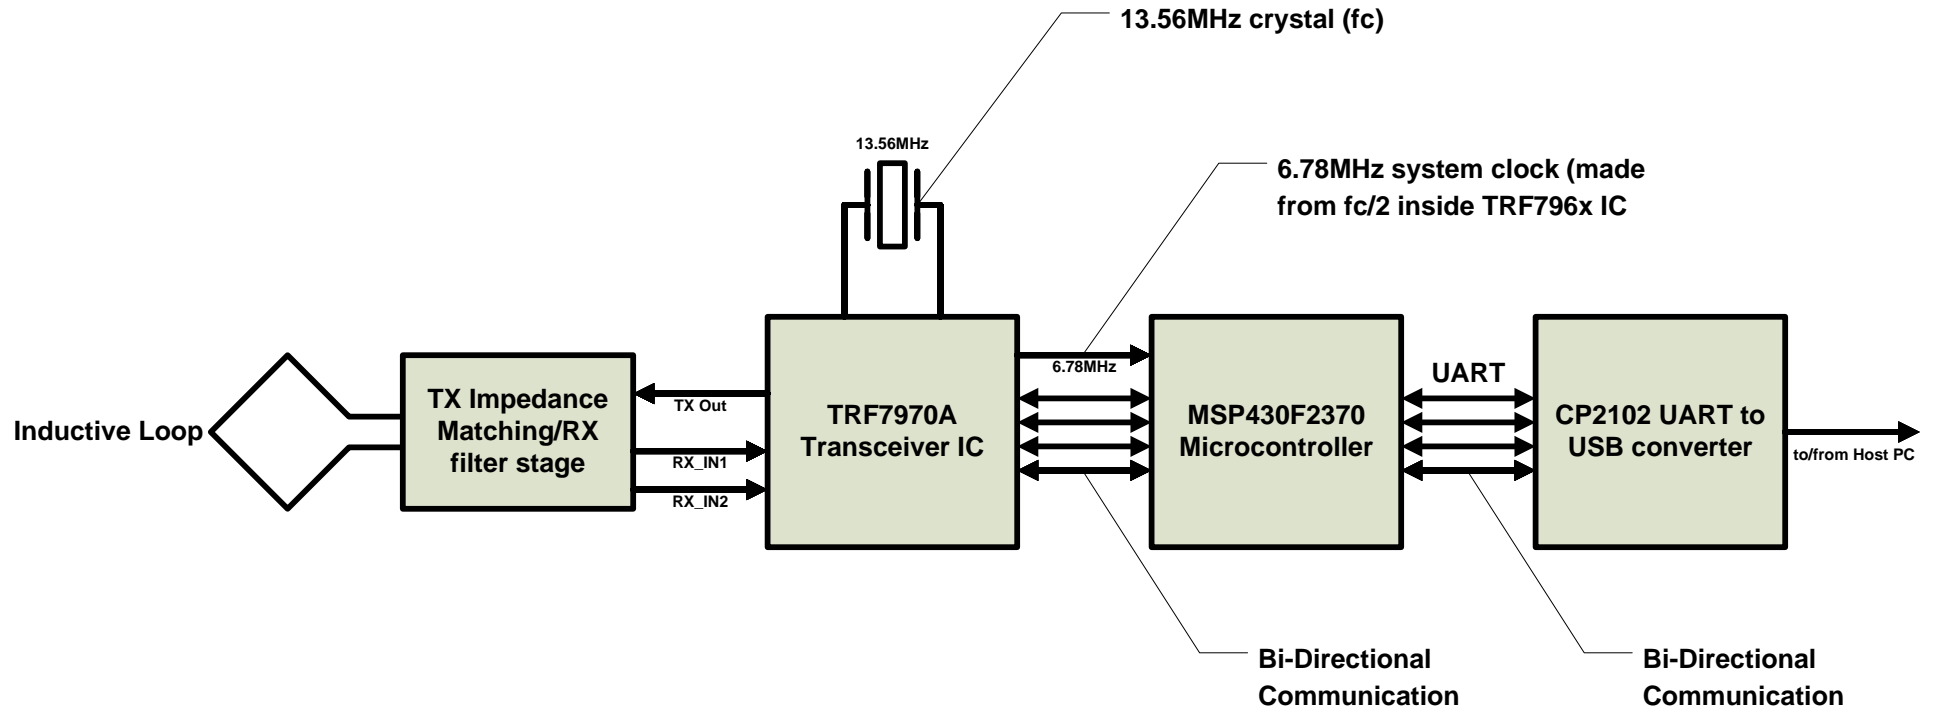 13.56MHz crystal (fc)
13.56MHz
6.78MHz system clock (made
from fc/2 inside TRF796x IC
Inductive Loop
TX Impedance
Matching/RX
filter stage
TX Out
RX_IN1
RX_IN2
TRF7970A
Transceiver IC
6.78MHz
MSP430F2370
Microcontroller
UART
CP2102 UART to
USB converter
to/from Host PC
Bi-Directional
Communication
Bi-Directional
Communication